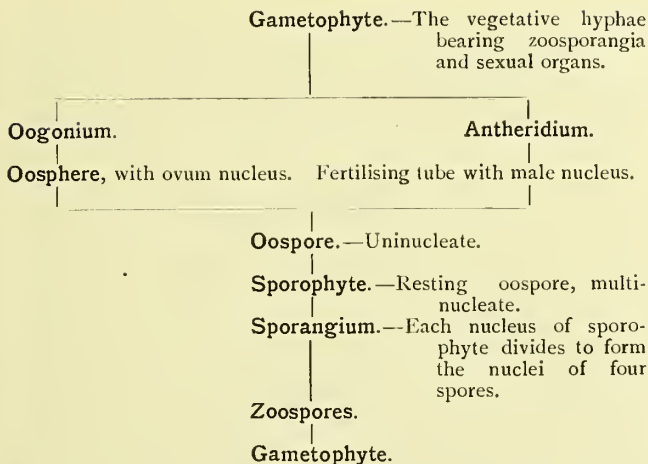 Gametophyte.—The vegetative hyphae
bearing zoosporangia
and sexual organs.
Oogonium. Antheridium.
Oosphere, with ovum nucleus. Fertilising tube with male nucleus.
Oospore.—Uninucleate.
Sporophyte.—Resting oospore, multi-
nucleate.
Sporangium.—Each nucleus of sporo-
phyte divides to form
the nuclei of four
spores.
Zoospores.
Gametophyte.